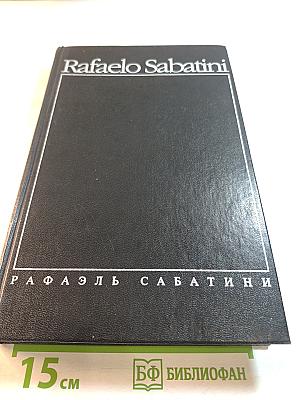 Rafaelo Sabatini
РАФАЭЛЬ САБАТИНИ
15 см БФ БИБЛИОФАН